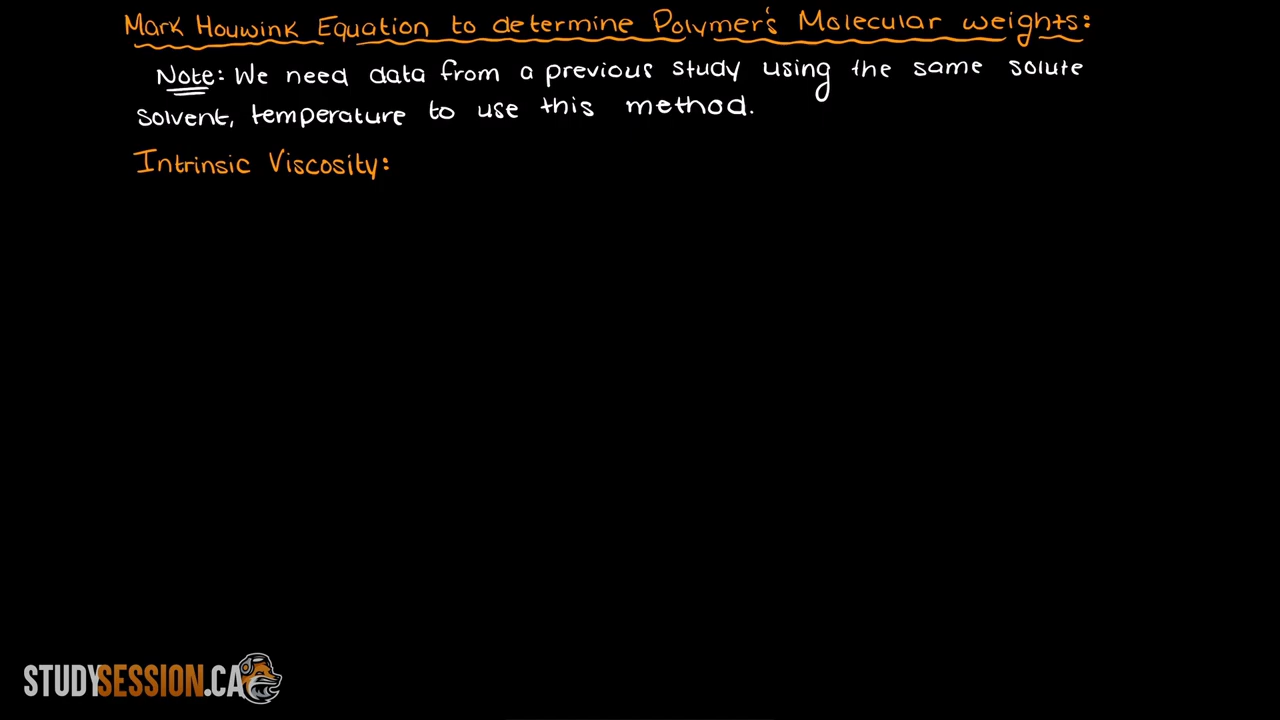 Mark Houwink Equation to determine Polymer's Molecular weights:
Note: We need data from a previous study using the same solute
solvent, temperature to use this method.
Intrinsic Viscosity:
STUDYSESSION.CA